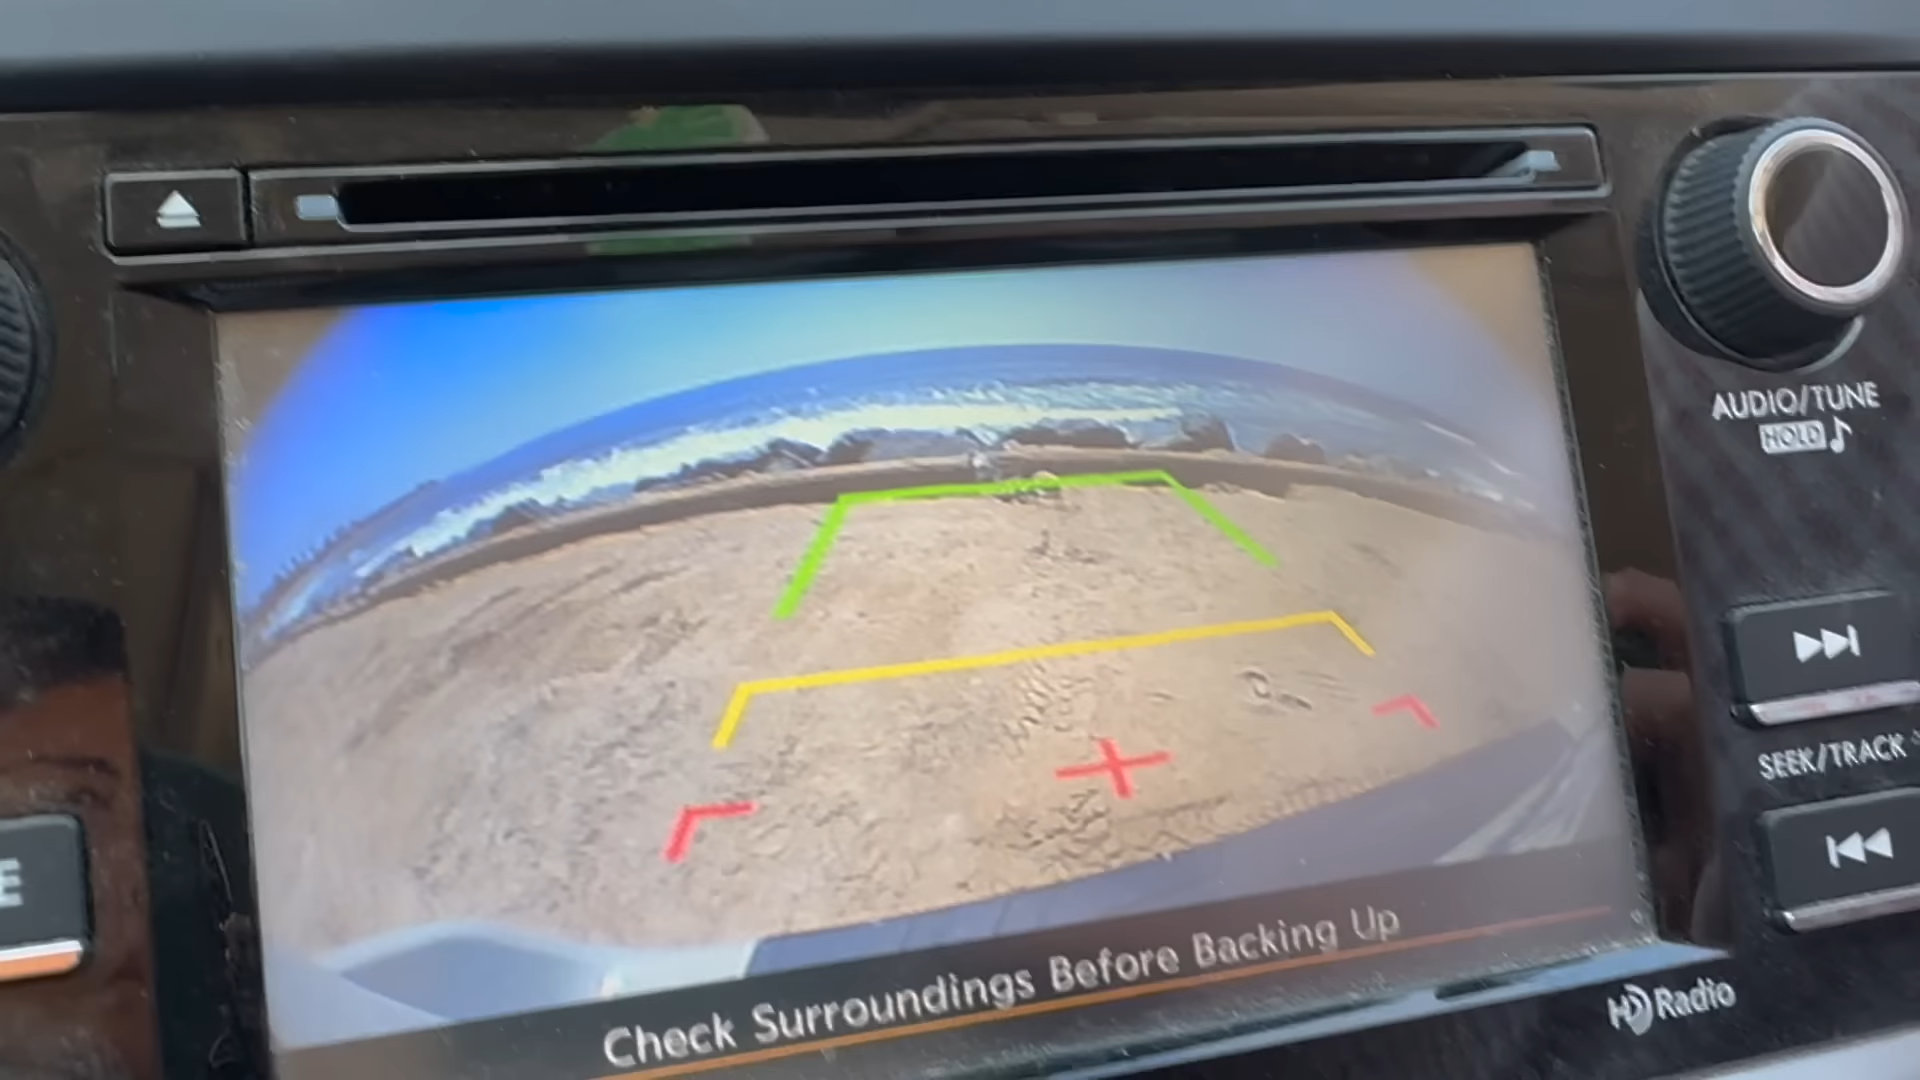 AUDIO/TUNE
HOLD
SEEK/TRACK
E
Check Surroundings Before Backing Up
HD Radio